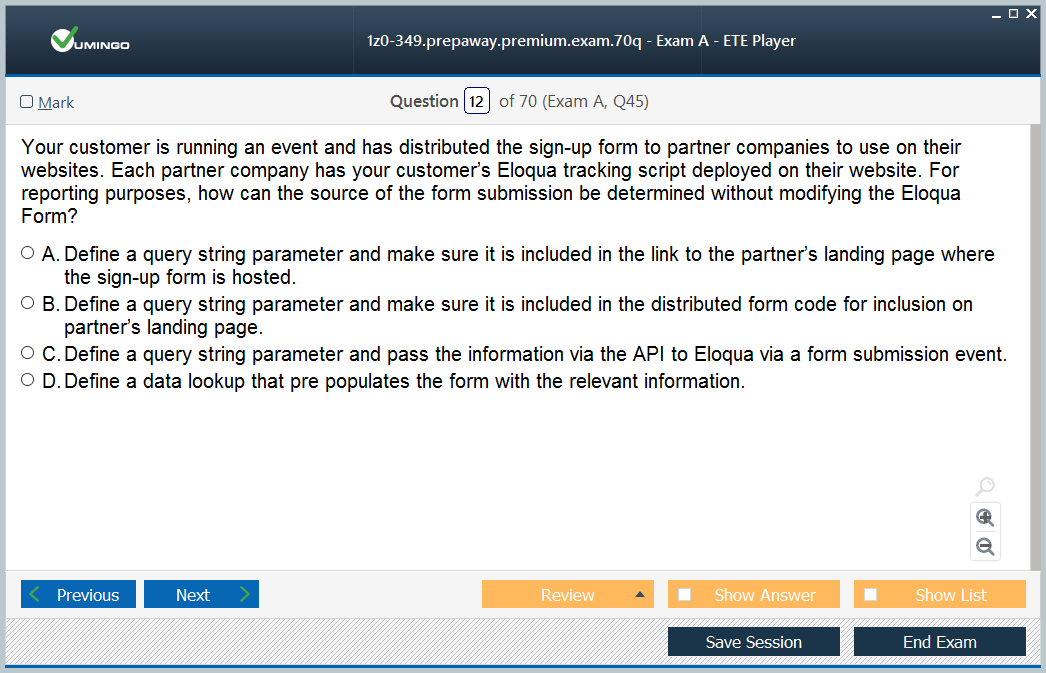 VUMINGO
1z0-349.prepaway.premium.exam.70q - Exam A - ETE Player
Mark
Question 12 of 70 (Exam A, Q45)
Your customer is running an event and has distributed the sign-up form to partner companies to use on their
websites. Each partner company has your customer’s Eloqua tracking script deployed on their website. For
reporting purposes, how can the source of the form submission be determined without modifying the Eloqua
Form?
A. Define a query string parameter and make sure it is included in the link to the partner’s landing page where
the sign-up form is hosted.
B. Define a query string parameter and make sure it is included in the distributed form code for inclusion on
partner’s landing page.
C. Define a query string parameter and pass the information via the API to Eloqua via a form submission event.
D. Define a data lookup that pre populates the form with the relevant information.
Previous
Next
Review
Show Answer
Show List
Save Session
End Exam